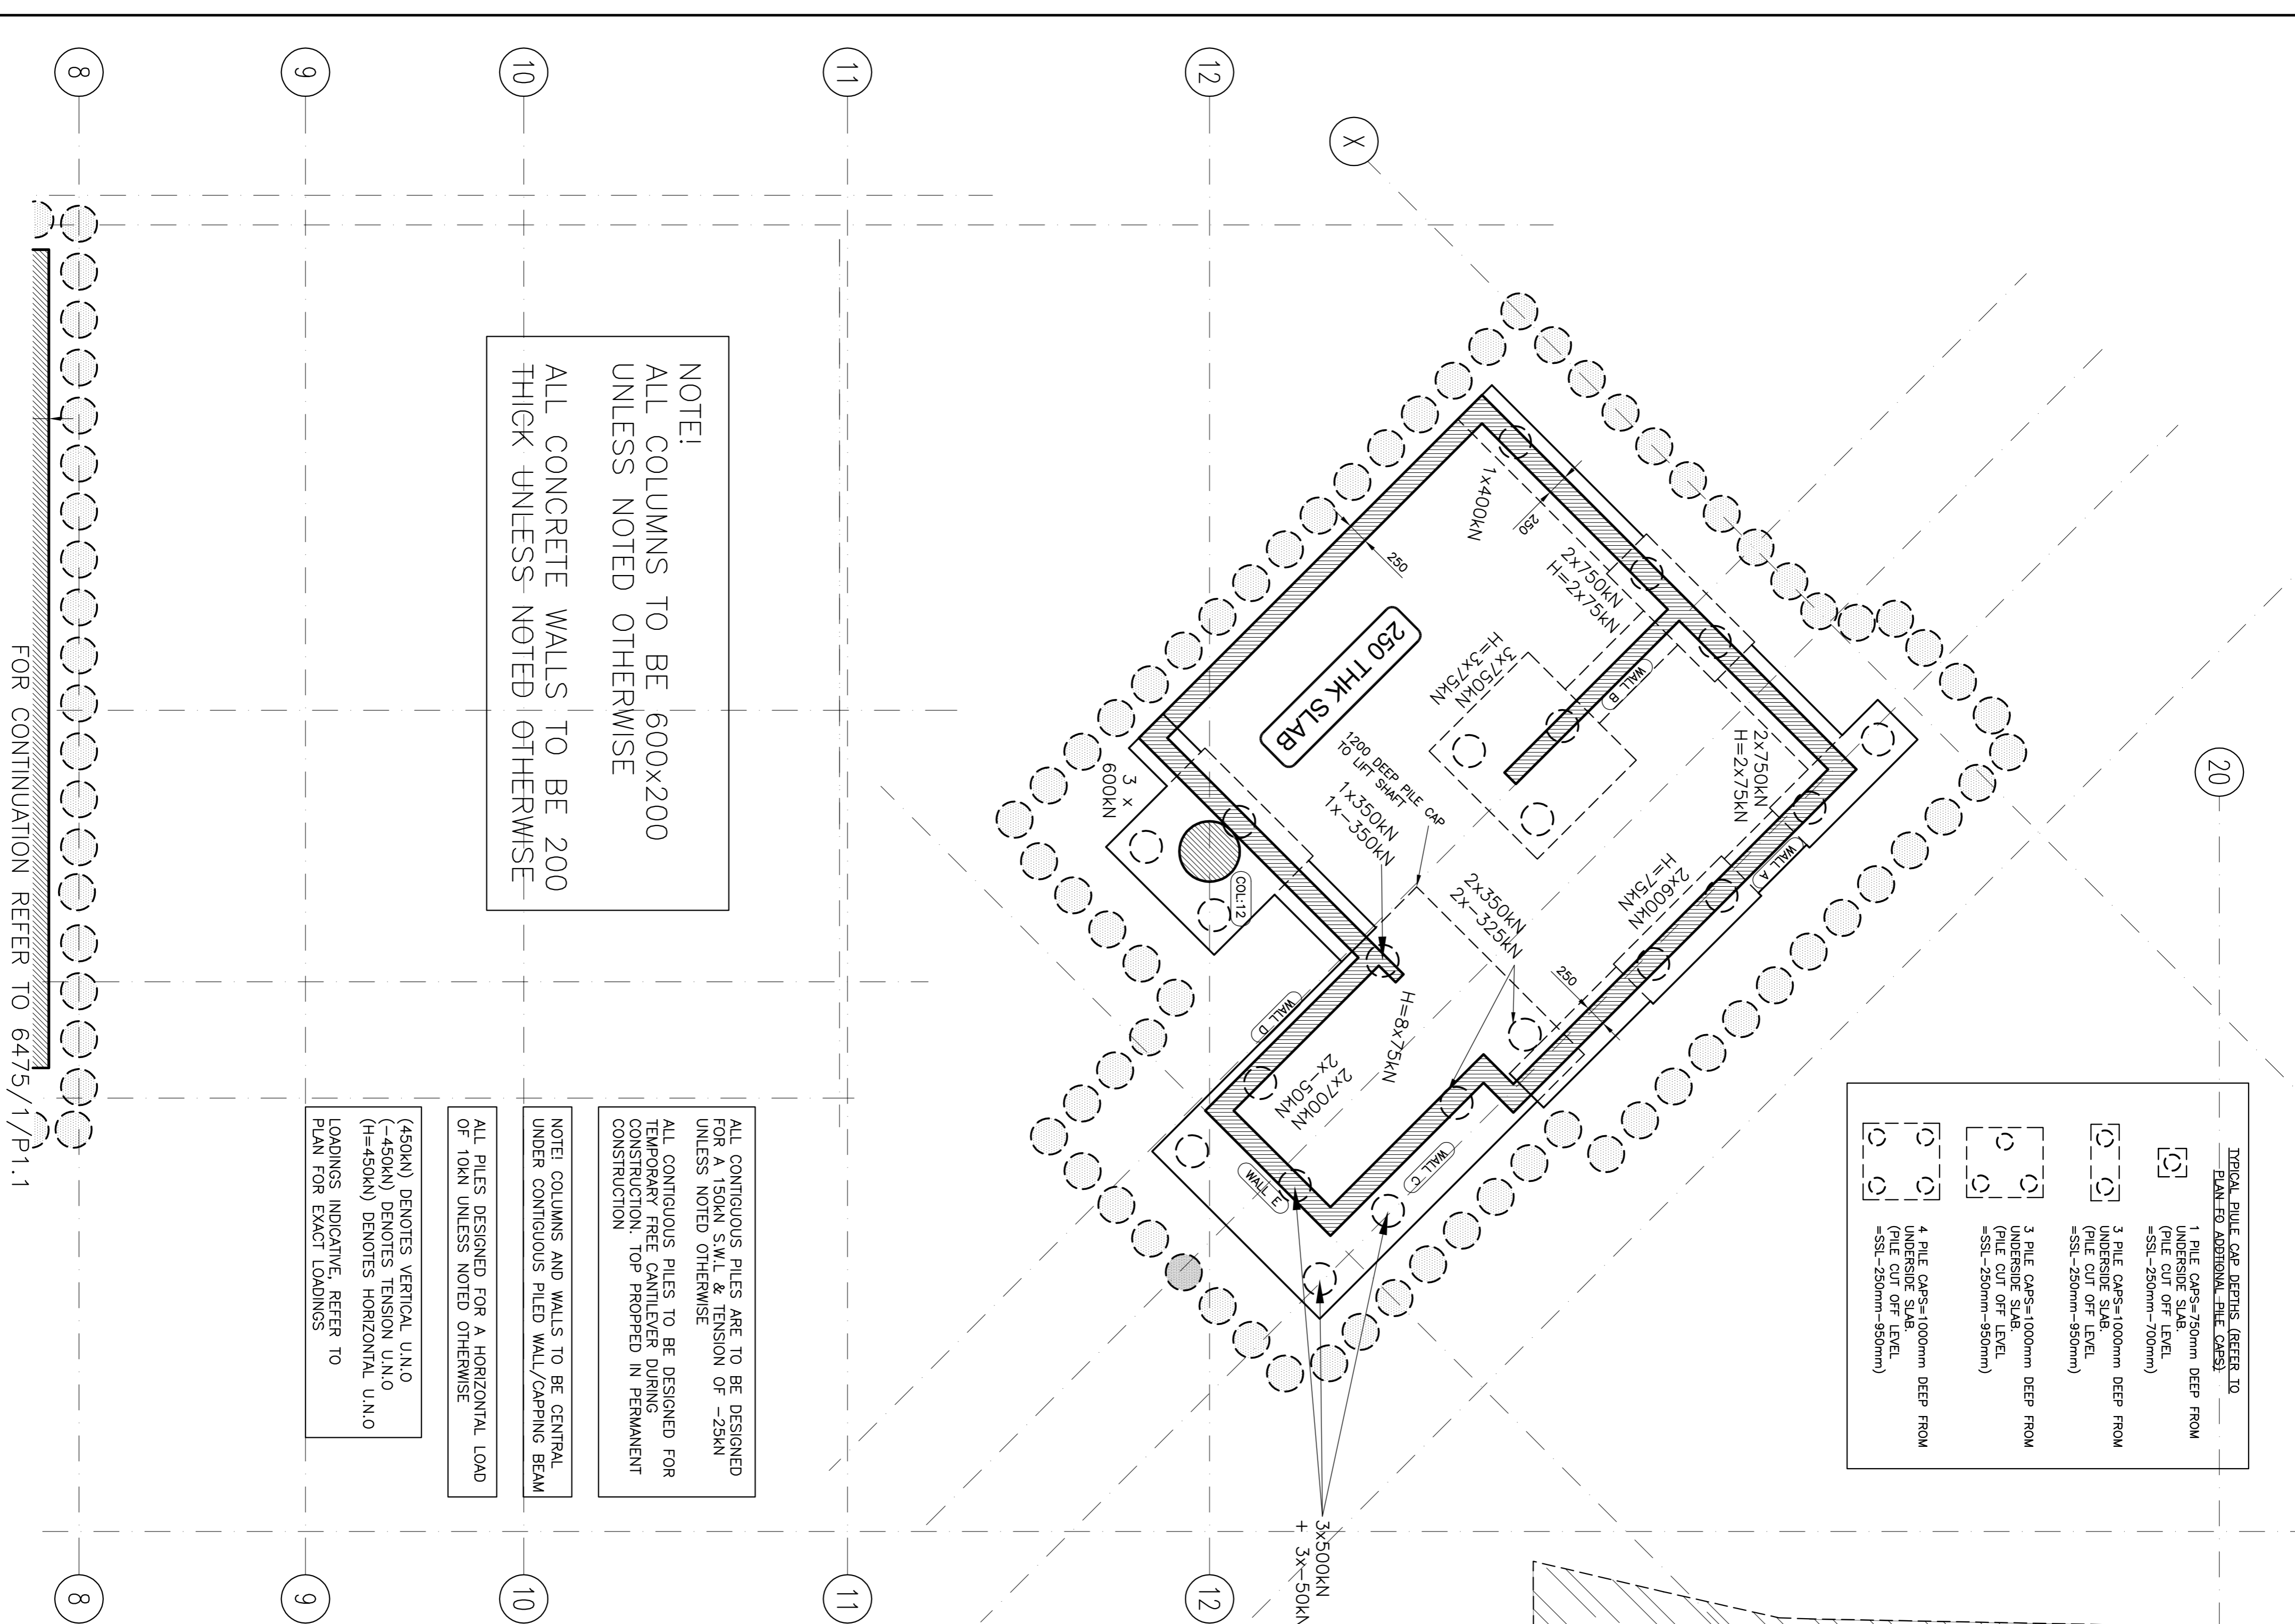 8
9
10
11
12
X
20
NOTE!
ALL COLUMNS TO BE 600x200
UNLESS NOTED OTHERWISE
ALL CONCRETE WALLS TO BE 200
THICK UNLESS NOTED OTHERWISE
FOR CONTINUATION REFER TO 6475/1/P1.1
1x400kN
250
250
2x750kN
H=2x75kN
3x750kN
H=3x75kN
WALL B
250 THK SLAB
2x750kN
H=2x75kN
1200 DEEP PILE CAP
TO LIFT SHAFT
1x350kN
1x-350kN
3 x
600kN
COL:12
2x350kN
2x-325kN
2x600kN
H=75kN
WALL A
250
WALL D
H=8x75kN
2x700kN
2x-50kN
WALL C
WALL E
3x500kN
+ 3x-50kN
TYPICAL PIULE CAP DEPTHS (REFER TO
PLAN FO ADDTIONAL PILE CAPS)
1 PILE CAPS=750mm DEEP FROM
UNDERSIDE SLAB.
(PILE CUT OFF LEVEL
=SSL-250mm-700mm)
3 PILE CAPS=1000mm DEEP FROM
UNDERSIDE SLAB.
(PILE CUT OFF LEVEL
=SSL-250mm-950mm)
3 PILE CAPS=1000mm DEEP FROM
UNDERSIDE SLAB.
(PILE CUT OFF LEVEL
=SSL-250mm-950mm)
4 PILE CAPS=1000mm DEEP FROM
UNDERSIDE SLAB.
(PILE CUT OFF LEVEL
=SSL-250mm-950mm)
ALL CONTIGUOUS PILES ARE TO BE DESIGNED
FOR A 150kN S.W.L & TENSION OF -25kN
UNLESS NOTED OTHERWISE
ALL CONTIGUOUS PILES TO BE DESIGNED FOR
TEMPORARY FREE CANTILEVER DURING
CONSTRUCTION. TOP PROPPED IN PERMANENT
CONSTRUCTION
NOTE! COLUMNS AND WALLS TO BE CENTRAL
UNDER CONTIGUOUS PILED WALL/CAPPING BEAM
ALL PILES DESIGNED FOR A HORIZONTAL LOAD
OF 10kN UNLESS NOTED OTHERWISE
(450kN) DENOTES VERTICAL U.N.O
(-450kN) DENOTES TENSION U.N.O
(H=450kN) DENOTES HORIZONTAL U.N.O
LOADINGS INDICATIVE, REFER TO
PLAN FOR EXACT LOADINGS
8
9
10
11
12